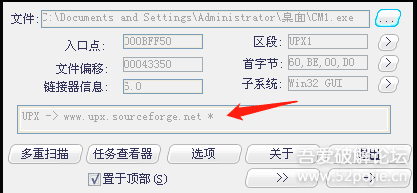 文件: C:\Documents and Settings\Administrator\桌面\CM1.exe ...
入口点: 000BFF50 区段: UPX1 >
文件偏移: 00043350 首字节: 60,BE,00,D0 >
链接器信息: 6.0 子系统: Win32 GUI >
UPX -> www.upx.sourceforge.net *
多重扫描 任务查看器 选项 关于 退出
置于顶部(S) >> ->
吾爱破解论坛
www.52pojie.cn